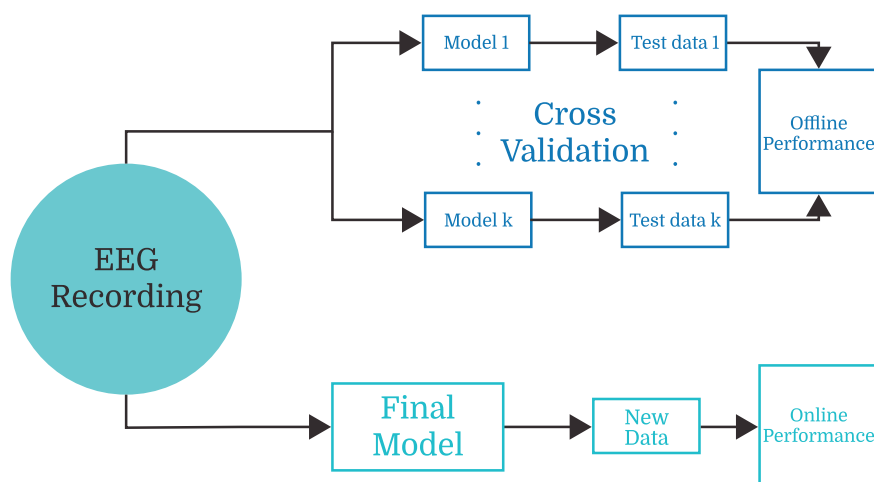 Model 1
Test data 1
Cross
Validation
Offline
Performance
Model k
Test data k
EEG
Recording
Final
Model
New
Data
Online
Performance